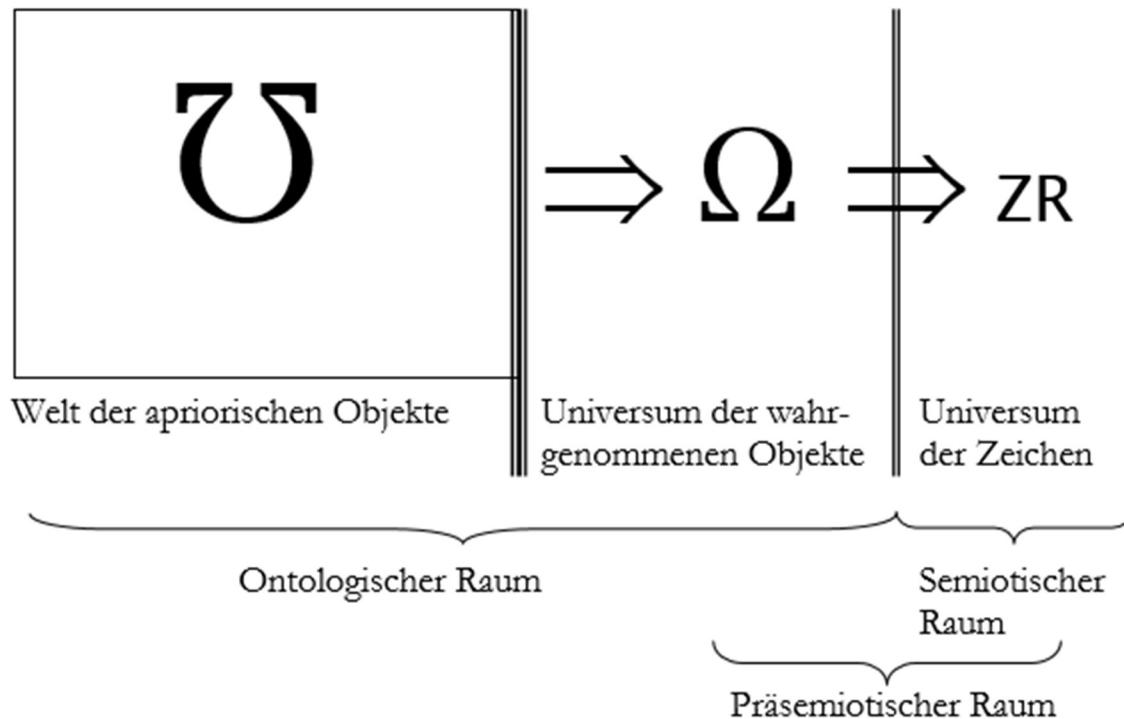 ℧ ⇒ Ω ⇒ ZR
Welt der apriorischen Objekte
Universum der wahr-
genommenen Objekte
Universum
der Zeichen
Ontologischer Raum
Semiotischer
Raum
Präsemiotischer Raum